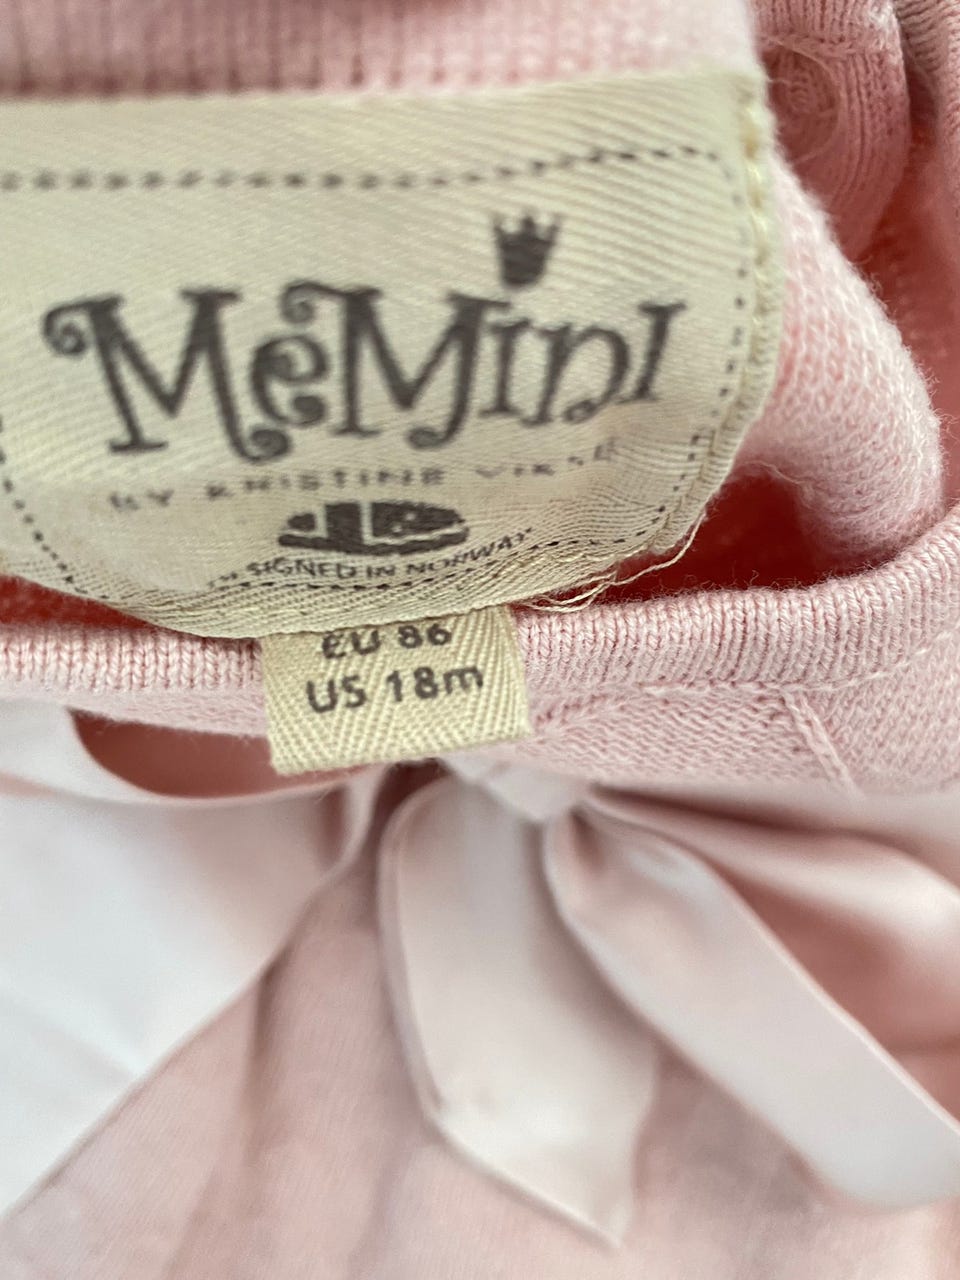 MeMini
BY KRISTINE VIKSE
DESIGNED IN NORWAY
EU 86
US 18m